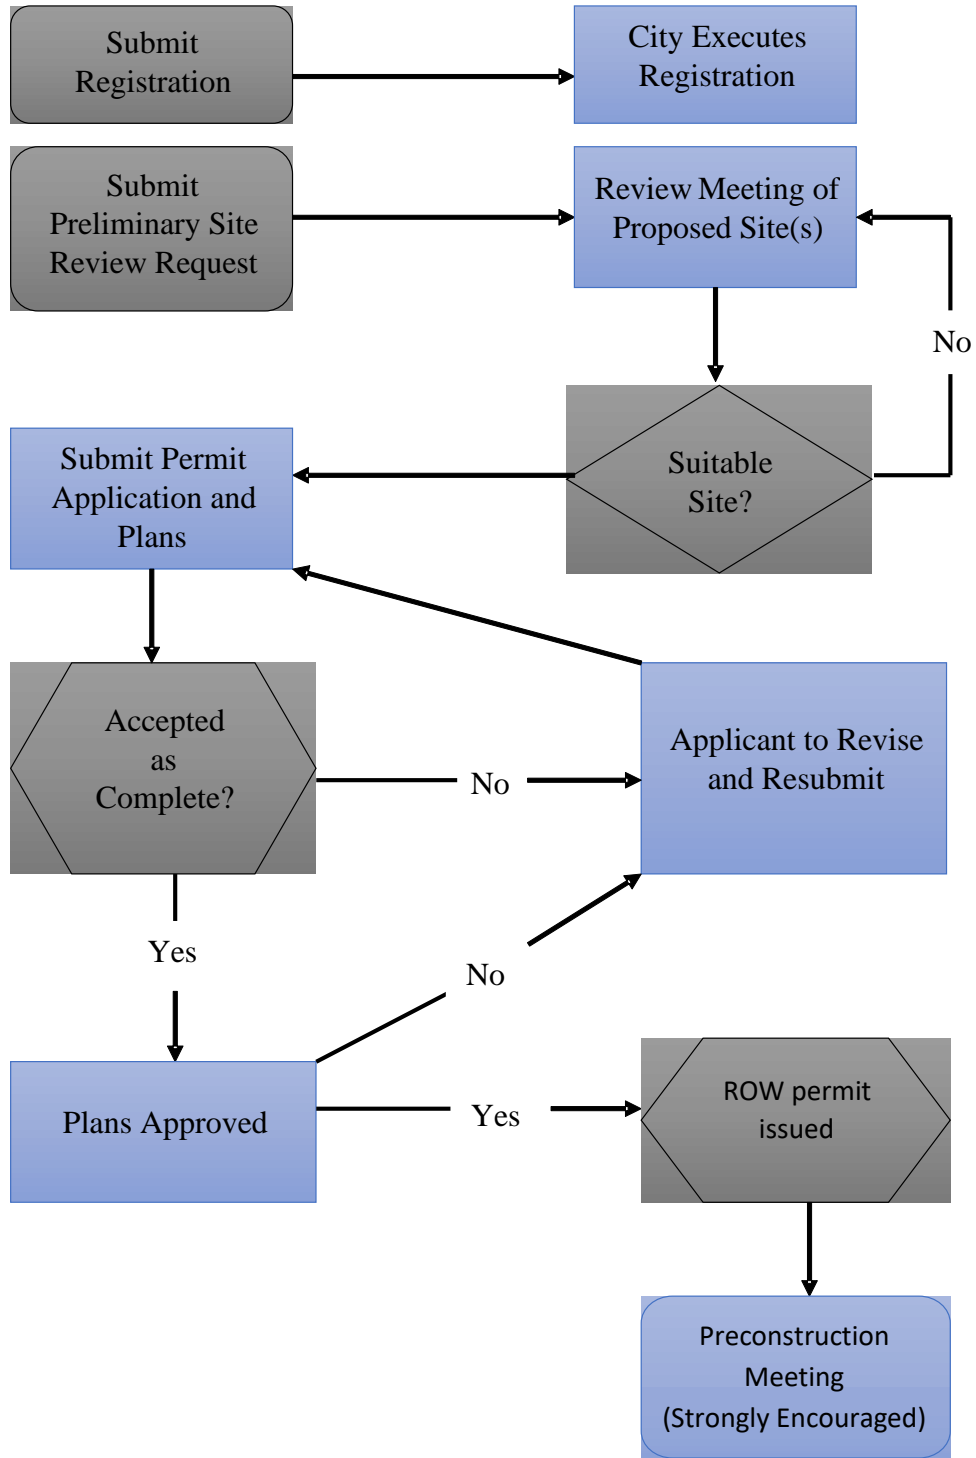 Submit
Registration
City Executes
Registration
Submit
Preliminary Site
Review Request
Review Meeting of
Proposed Site(s)
No
Suitable
Site?
Submit Permit
Application and
Plans
Accepted
as
Complete?
No
Applicant to Revise
and Resubmit
Yes
No
Plans Approved
Yes
ROW permit
issued
Preconstruction
Meeting
(Strongly Encouraged)